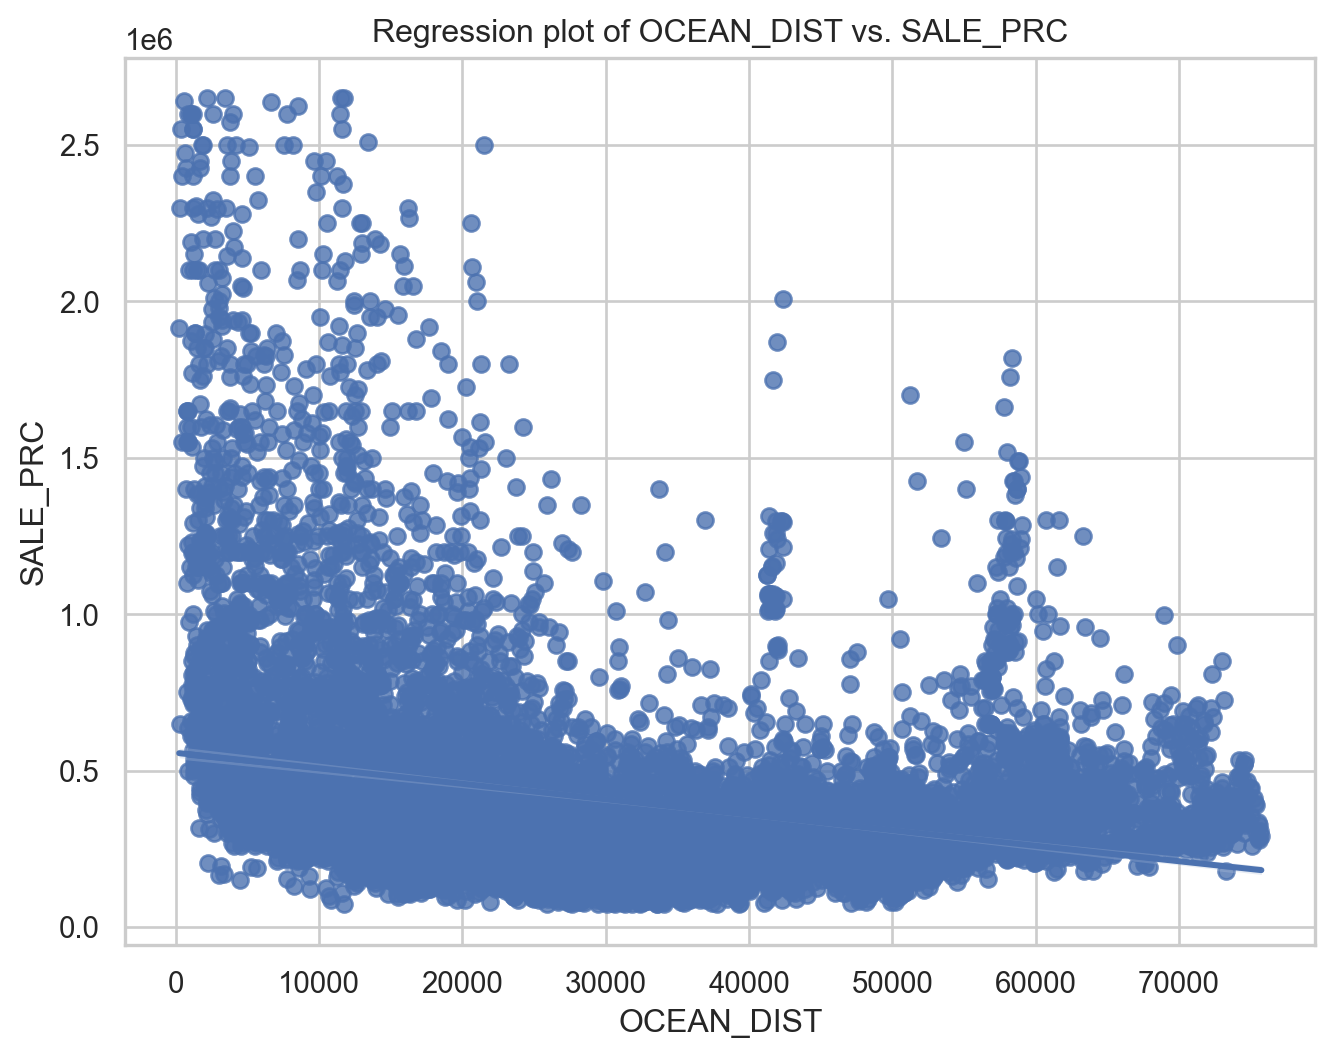 Regression plot of OCEAN_DIST vs. SALE_PRC
1e6
2.5
2.0
1.5
1.0
0.5
0.0
SALE_PRC
0 10000 20000 30000 40000 50000 60000 70000
OCEAN_DIST